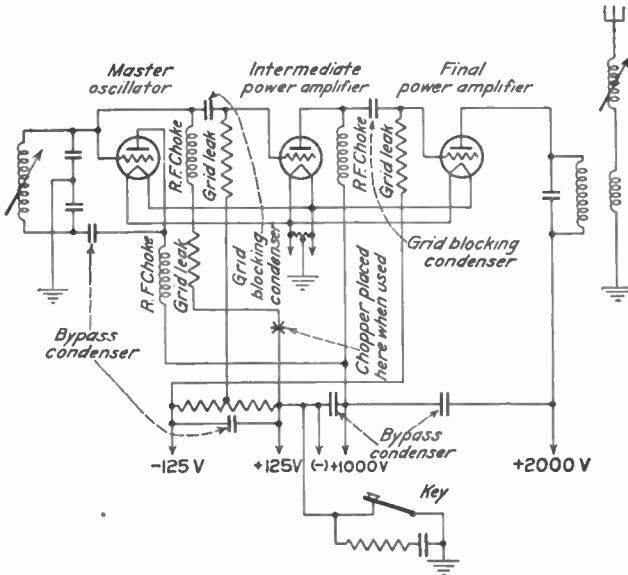 Master
oscillator
Intermediate
power amplifier
Final
power amplifier
R.F. Choke
Grid leak
R.F. Choke
Grid leak
Grid
blocking
condenser
R.F. Choke
Grid leak
Grid blocking
condenser
Chopper placed
here when used
Bypass
condenser
Bypass
condenser
-125 V
+125V
(-)
+1000V
+2000 V
Key